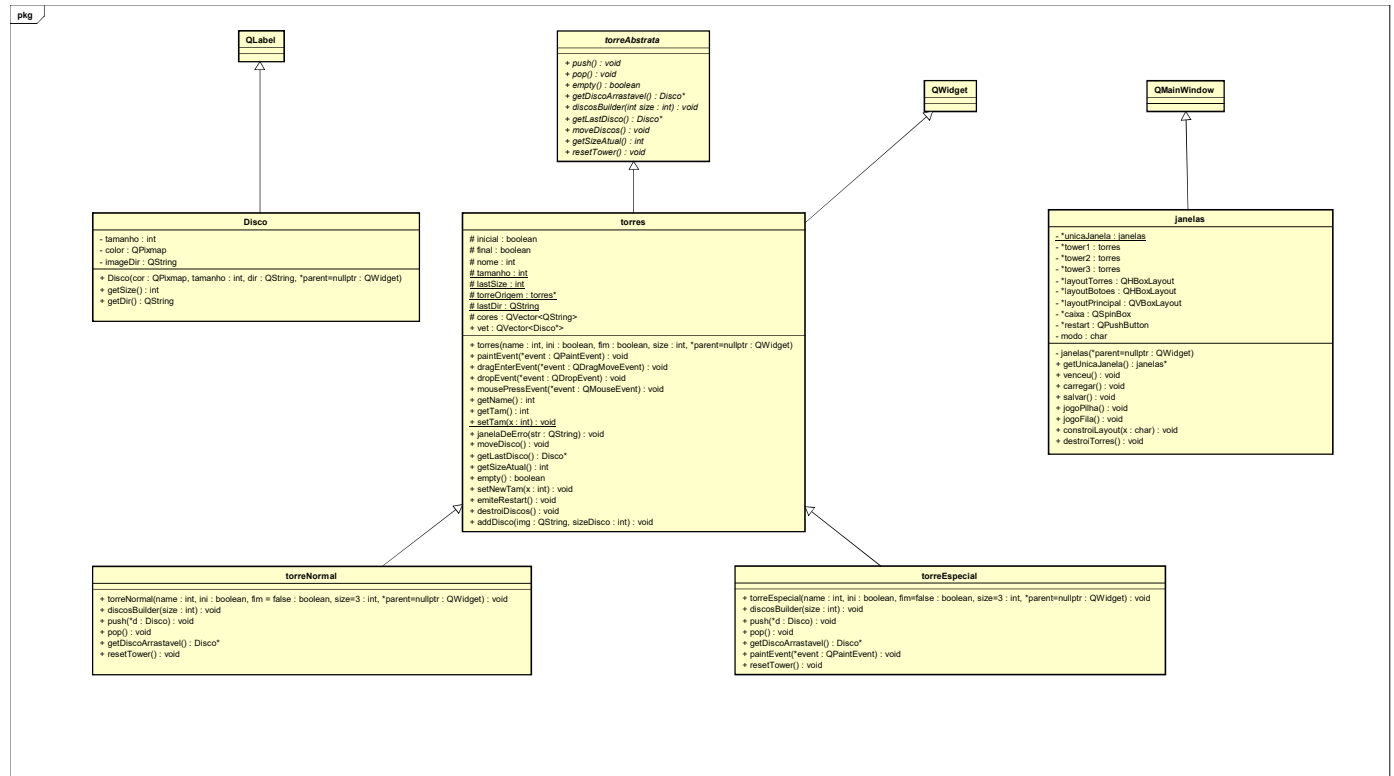 pkg
QLabel
torreAbstrata
+ push() : void
+ pop() : void
+ empty() : boolean
+ getDiscoArrastavel() : Disco*
+ discosBuilder(int size : int) : void
+ getLastDisco() : Disco*
+ moveDiscos() : void
+ getSizeAtual() : int
+ resetTower() : void
QWidget
QMainWindow
Disco
- tamanho : int
- color : QPixmap
- imageDir : QString
+ Disco(cor : QPixmap, tamanho : int, dir : QString, *parent=nullptr : QWidget)
+ getSize() : int
+ getDir() : QString
torres
# inicial : boolean
# final : boolean
# nome : int
# tamanho : int
# lastSize : int
# torreOrigem : torres*
# lastDir : QString
# cores : QVector<QString>
+ vet : QVector<Disco*>
+ torres(name : int, ini : boolean, fim : boolean, size : int, *parent=nullptr : QWidget)
+ paintEvent(*event : QPaintEvent) : void
+ dragEnterEvent(*event : QDragMoveEvent) : void
+ dropEvent(*event : QDropEvent) : void
+ mousePressEvent(*event : QMouseEvent) : void
+ getName() : int
+ getTam() : int
+ setTam(x : int) : void
+ janelaDeErro(str : QString) : void
+ moveDisco() : void
+ getLastDisco() : Disco*
+ getSizeAtual() : int
+ empty() : boolean
+ setNewTam(x : int) : void
+ emiteRestart() : void
+ destroiDiscos() : void
+ addDisco(img : QString, sizeDisco : int) : void
janelas
- *unicaJanela : janelas
- *tower1 : torres
- *tower2 : torres
- *tower3 : torres
- *layoutTorres : QHBoxLayout
- *layoutBotoes : QHBoxLayout
- *layoutPrincipal : QVBoxLayout
- *caixa : QSpinBox
- *restart : QPushButton
- modo : char
- janelas(*parent=nullptr : QWidget)
+ getUnicaJanela() : janelas*
+ venceu() : void
+ carregar() : void
+ salvar() : void
+ jogoPilha() : void
+ jogoFila() : void
+ constroiLayout(x : char) : void
+ destroiTorres() : void
torreNormal
+ torreNormal(name : int, ini : boolean, fim = false : boolean, size=3 : int, *parent=nullptr : QWidget) : void
+ discosBuilder(size : int) : void
+ push(*d : Disco) : void
+ pop() : void
+ getDiscoArrastavel() : Disco*
+ resetTower() : void
torreEspecial
+ torreEspecial(name : int, ini : boolean, fim=false : boolean, size=3 : int, *parent=nullptr : QWidget) : void
+ discosBuilder(size : int) : void
+ push(*d : Disco) : void
+ pop() : void
+ getDiscoArrastavel() : Disco*
+ paintEvent(*event : QPaintEvent) : void
+ resetTower() : void